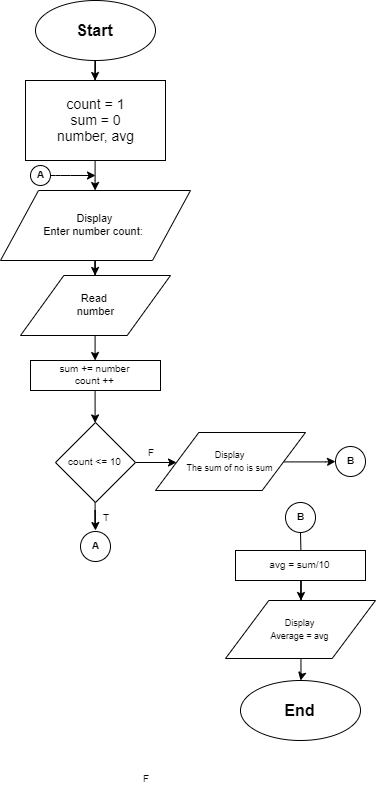 Start
count = 1
sum = 0
number, avg
A
Display
Enter number count:
Read
number
sum += number
count ++
count <= 10
F
Display
The sum of no is sum
B
T
A
B
avg = sum/10
Display
Average = avg
End
F